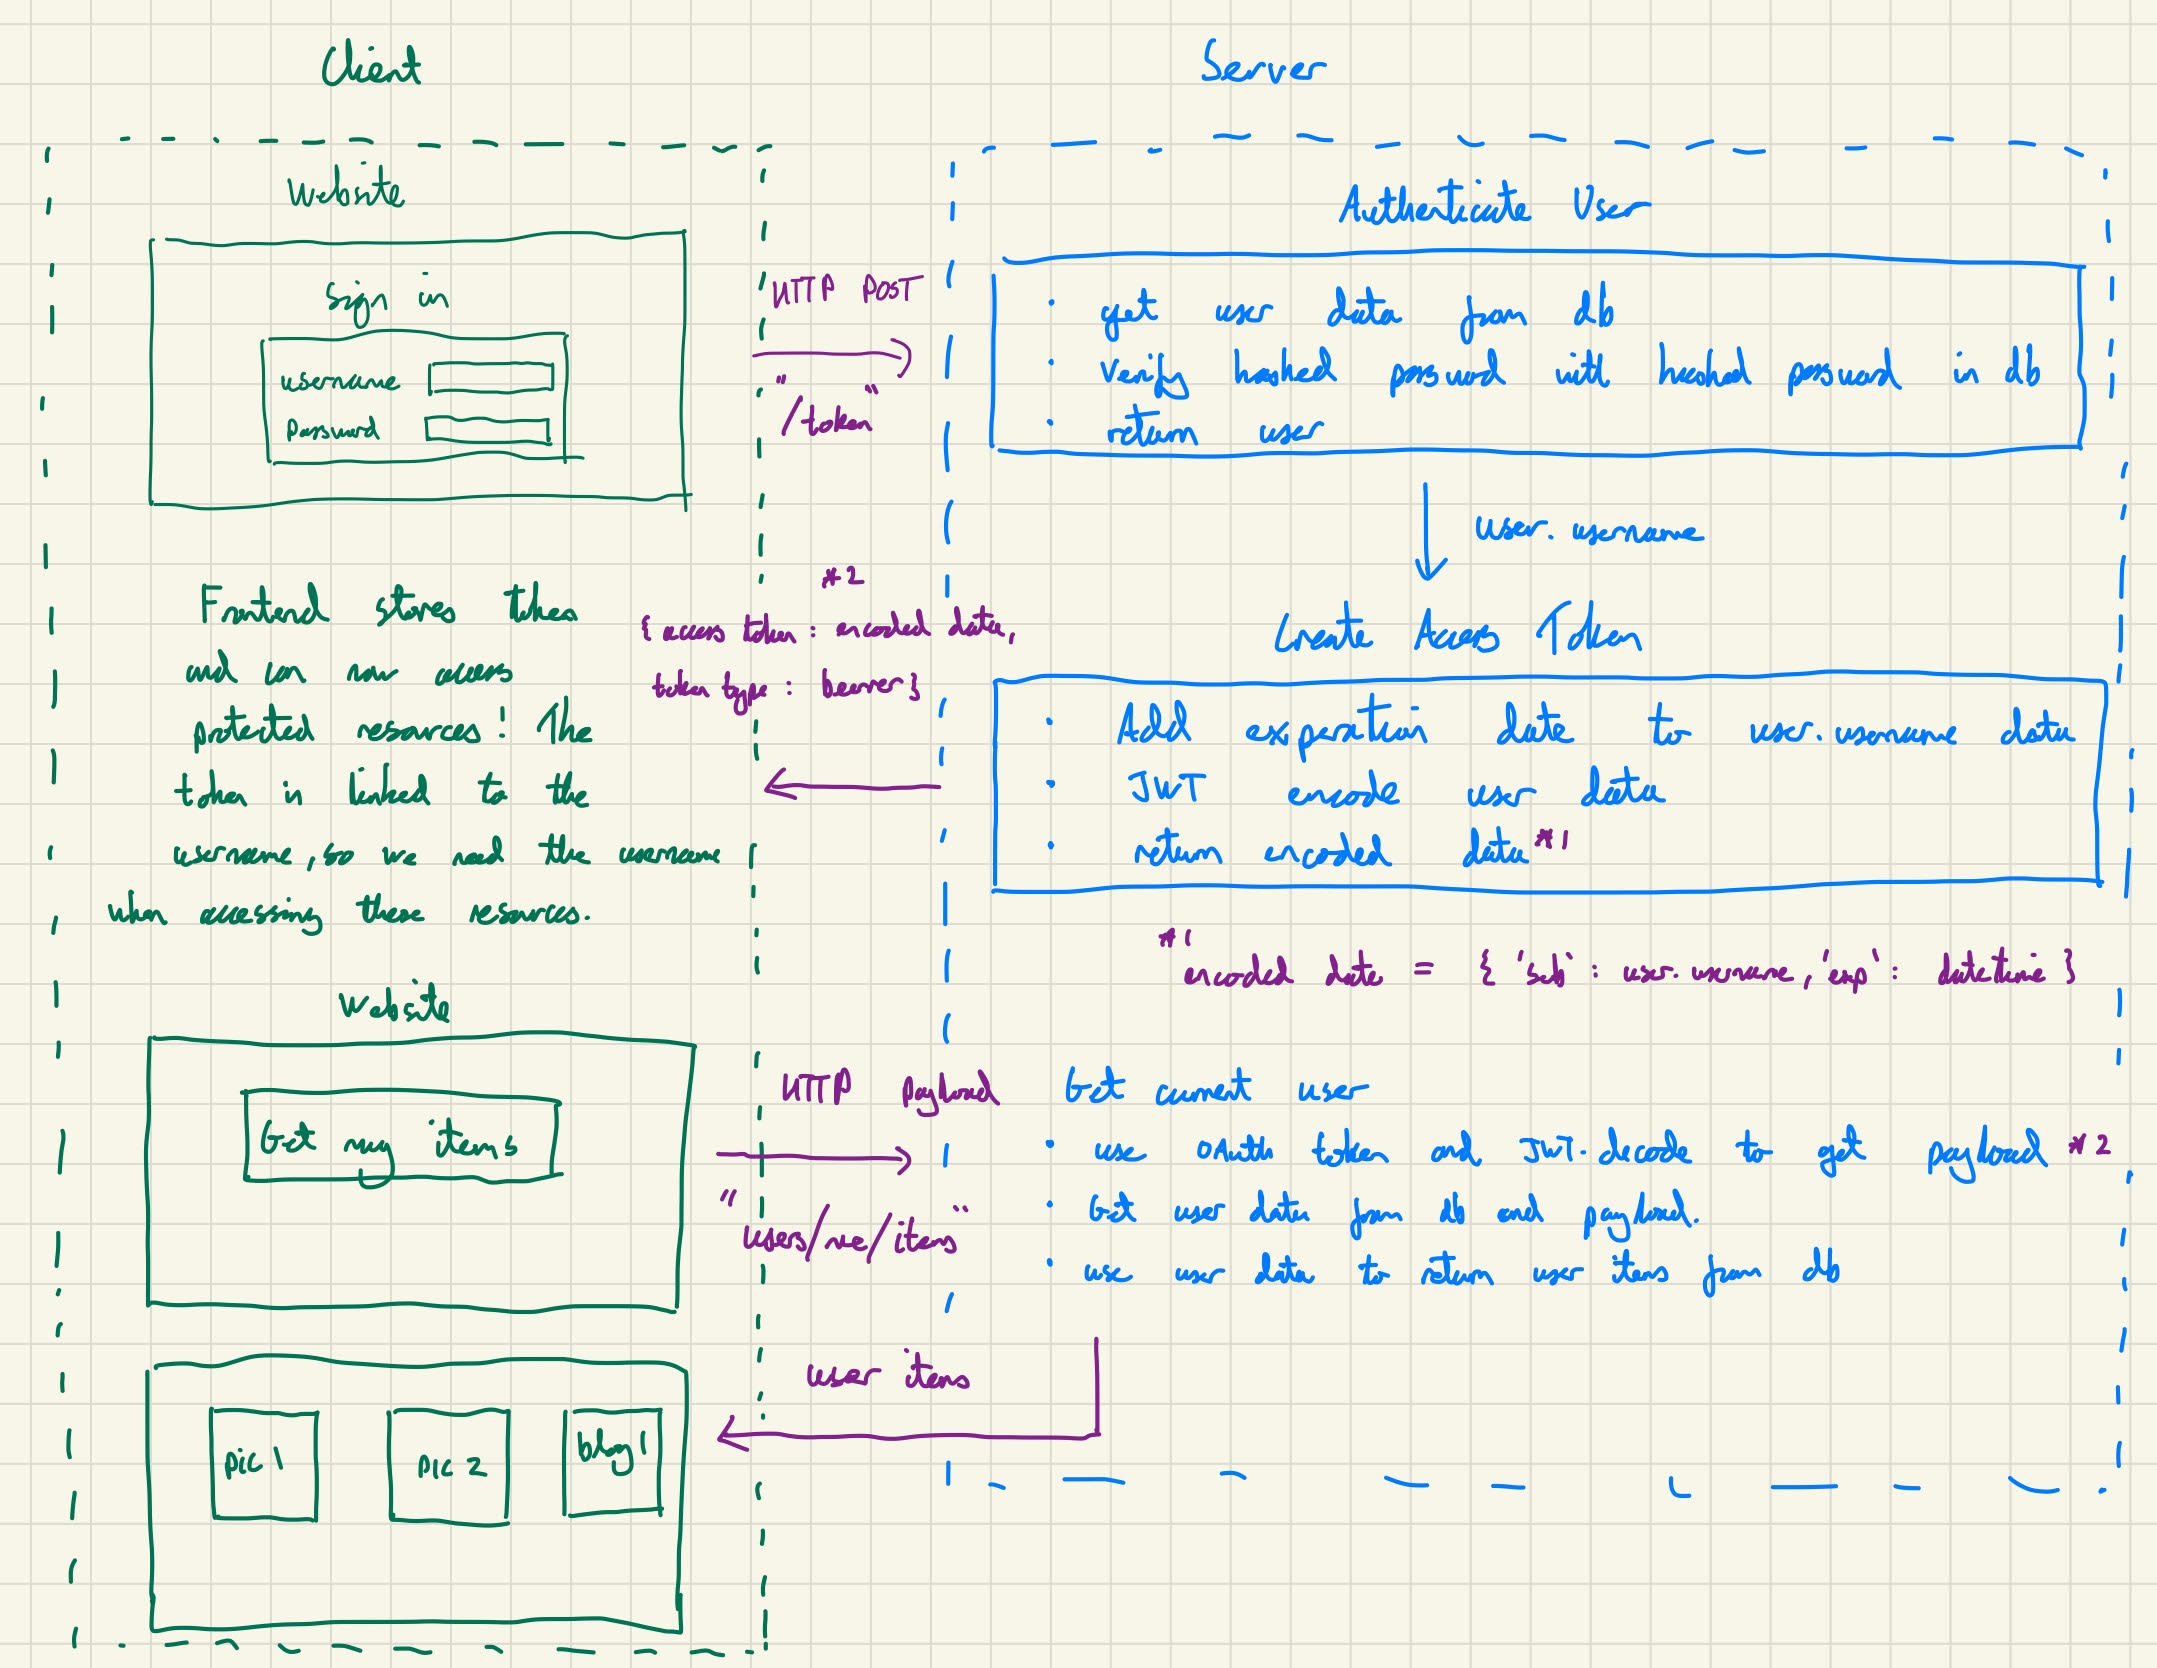 Client
Server
Website
Sign in
username
Password
HTTP POST
"/token"
Authenticate User
· get user data from db
· Verify hashed password with hashed password in db
· return user
user.username
Frontend stores token
and can now access
protected resources! The
token is linked to the
username, so we need the username
when accessing these resources.
*2
{access token : encoded data,
token type : bearer}
Create Access Token
· Add experation date to user.username data
· JWT encode user data
· return encoded data *1
*1
encoded data = { 'sub' : user.username, 'exp' : datetime }
Website
Get my items
HTTP payload
"users/me/items"
Get current user
· use OAuth token and JWT.decode to get payload *2
· Get user data from db and payload.
· use user data to return user items from db
user items
pic 1
pic 2
blog 1